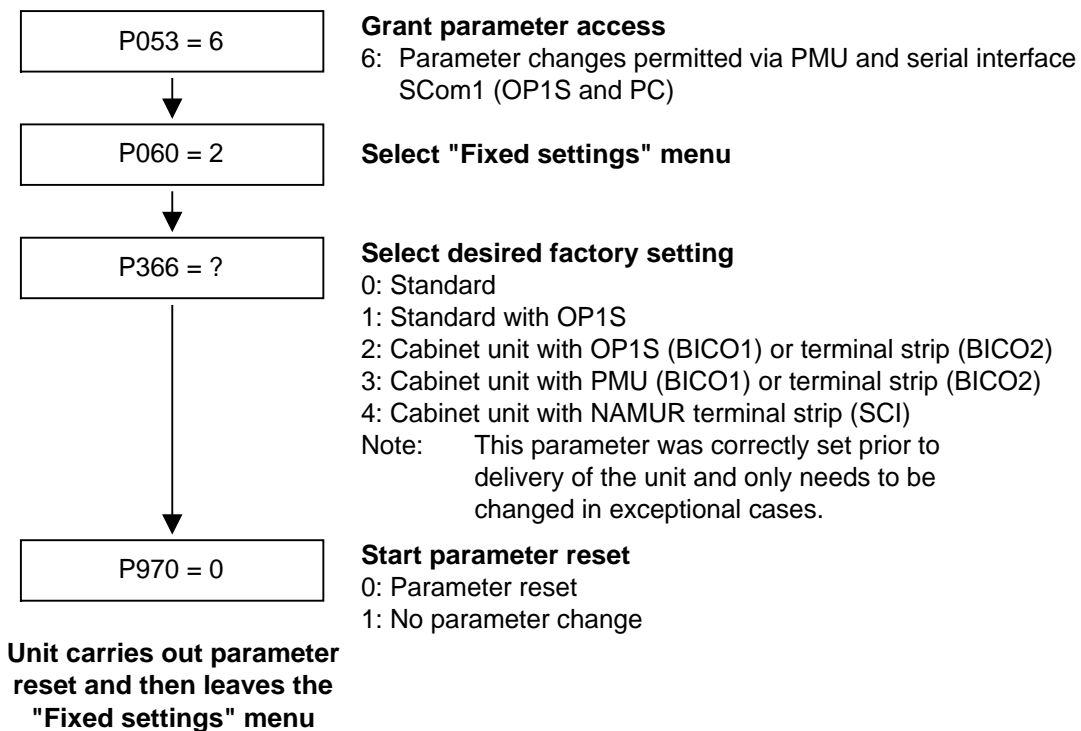 P053 = 6
Grant parameter access
6: Parameter changes permitted via PMU and serial interface
SCom1 (OP1S and PC)
P060 = 2
Select "Fixed settings" menu
P366 = ?
Select desired factory setting
0: Standard
1: Standard with OP1S
2: Cabinet unit with OP1S (BICO1) or terminal strip (BICO2)
3: Cabinet unit with PMU (BICO1) or terminal strip (BICO2)
4: Cabinet unit with NAMUR terminal strip (SCI)
Note: This parameter was correctly set prior to
delivery of the unit and only needs to be
changed in exceptional cases.
P970 = 0
Start parameter reset
0: Parameter reset
1: No parameter change
Unit carries out parameter
reset and then leaves the
"Fixed settings" menu